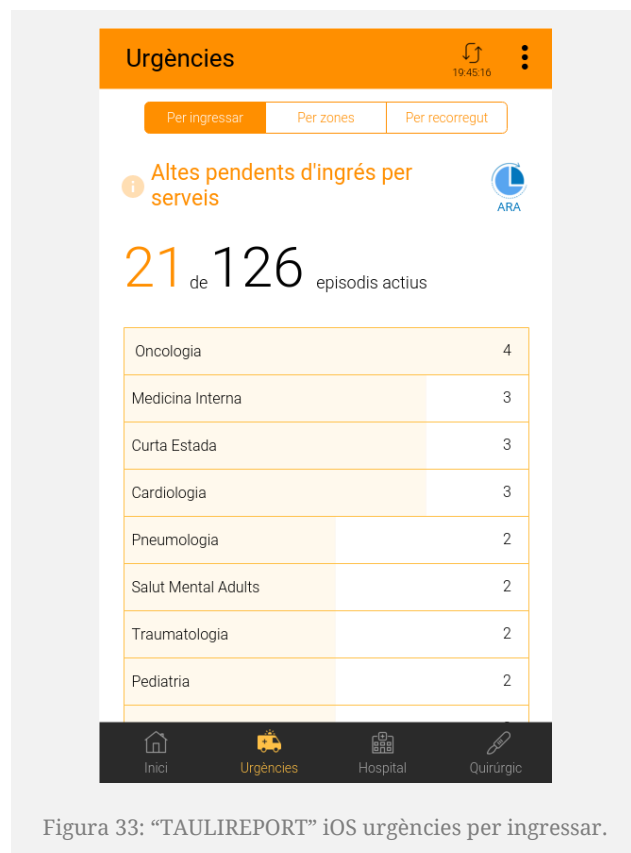 Urgències
19:45:16
Per ingressar Per zones Per recorregut
Altes pendents d'ingrés per
serveis
ARA
21 de 126 episodis actius
Oncologia 4
Medicina Interna 3
Curta Estada 3
Cardiologia 3
Pneumologia 2
Salut Mental Adults 2
Traumatologia 2
Pediatria 2
Inici Urgències Hospital Quirúrgic
Figura 33: “TAULIREPORT” iOS urgències per ingressar.